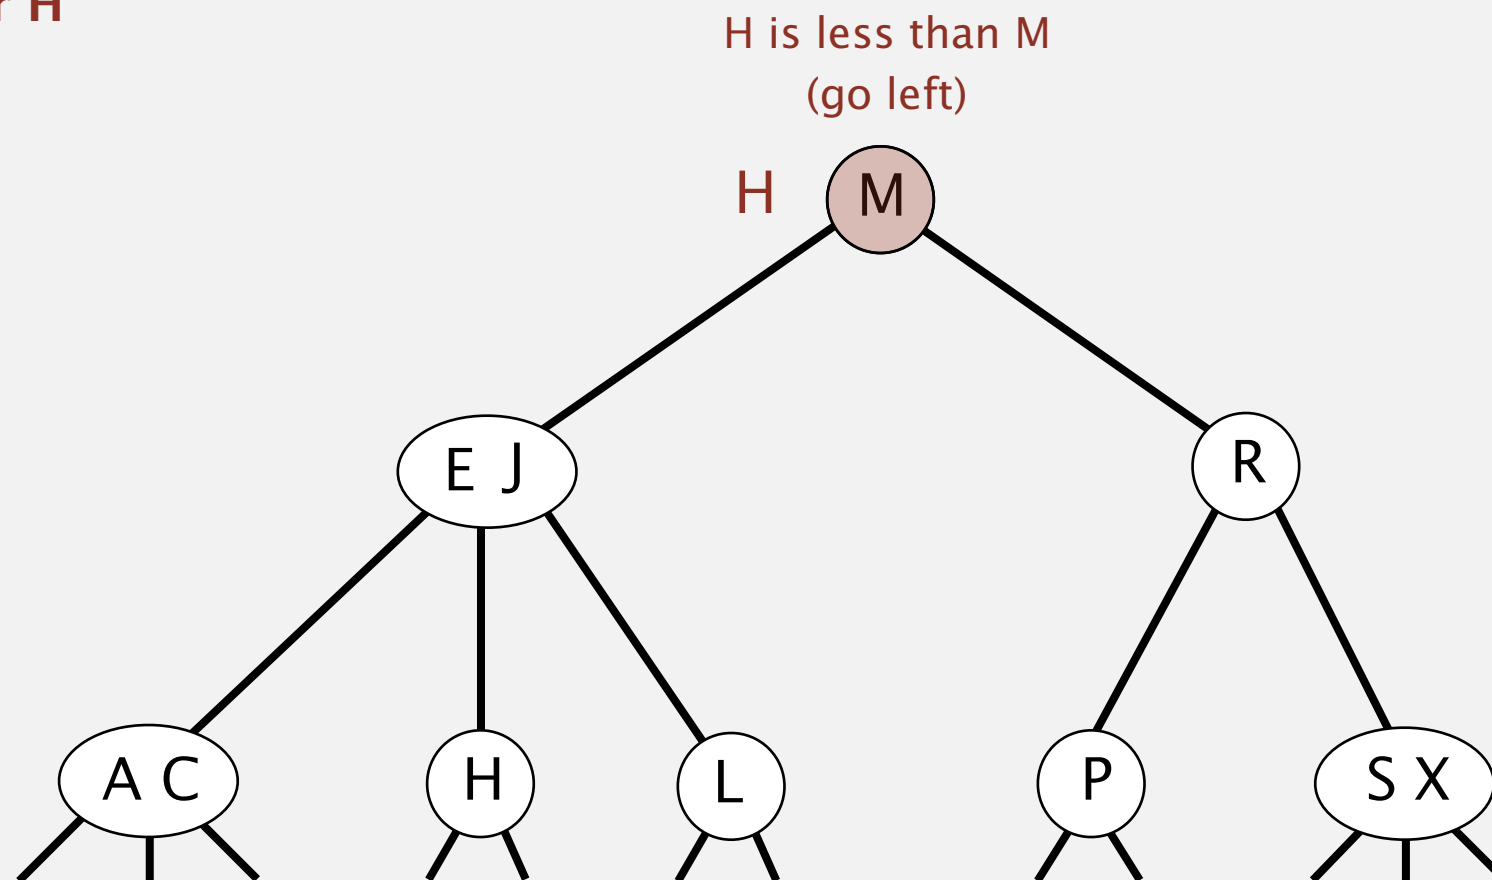 H
H is less than M
(go left)
H M
E J R
A C H L P S X